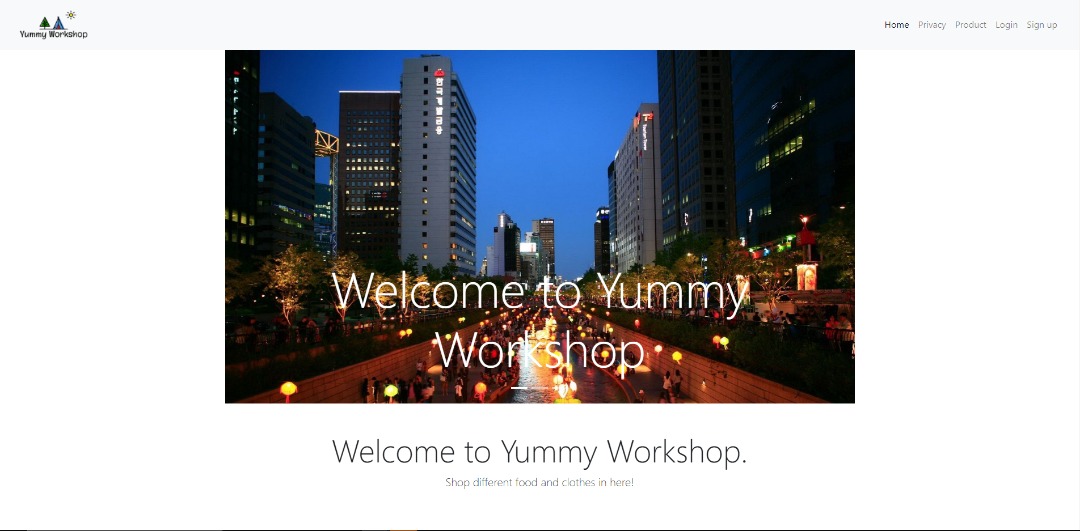 Yummy Workshop
Home Privacy Product Login Sign up
Welcome to Yummy
Workshop
Welcome to Yummy Workshop.
Shop different food and clothes in here!